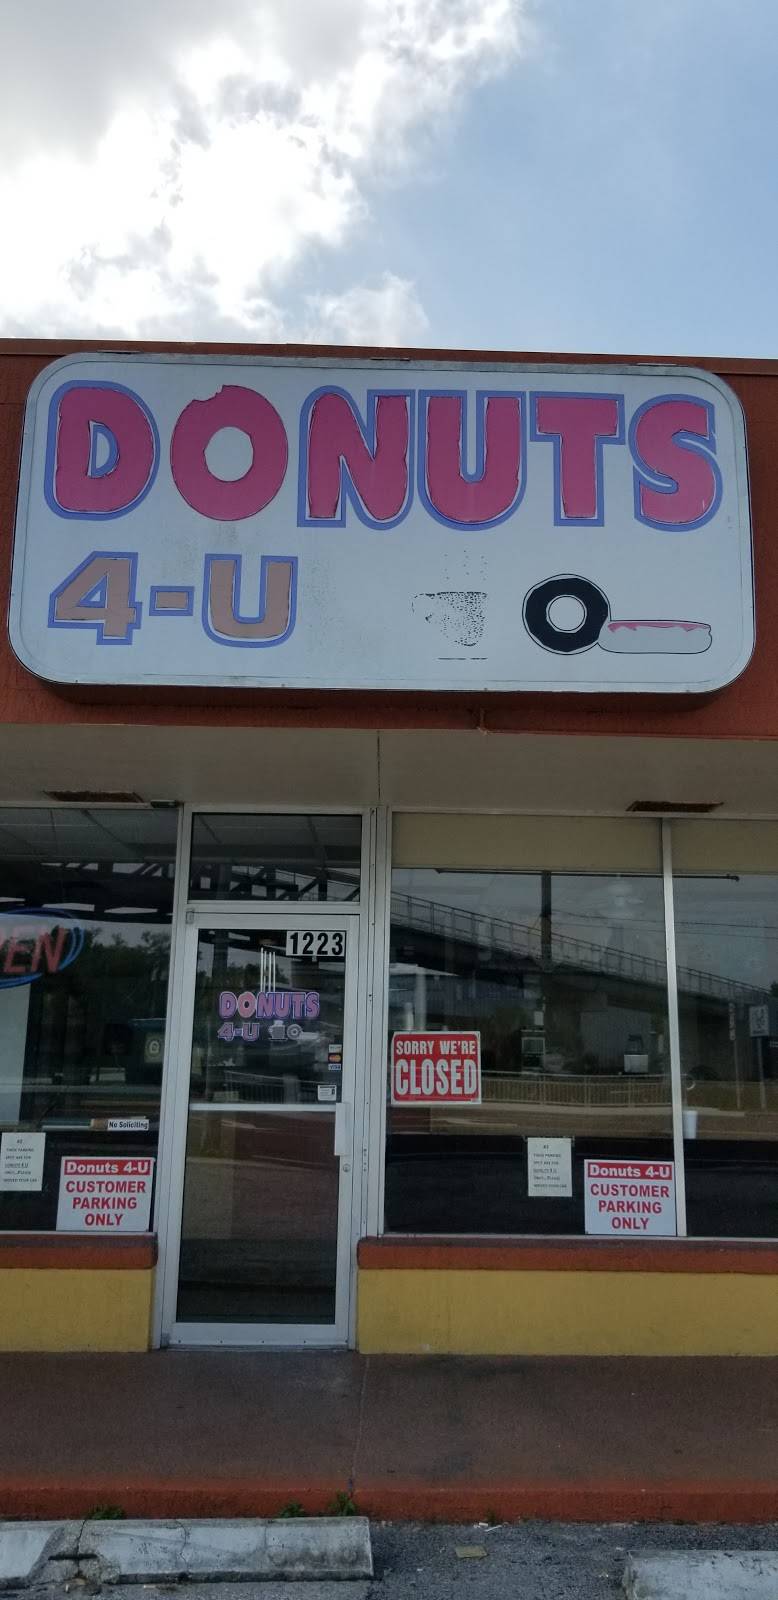 DONUTS
4-U
1223
DONUTS
4-U
SORRY WE'RE
CLOSED
No Soliciting
Donuts 4-U
CUSTOMER
PARKING
ONLY
Donuts 4-U
CUSTOMER
PARKING
ONLY